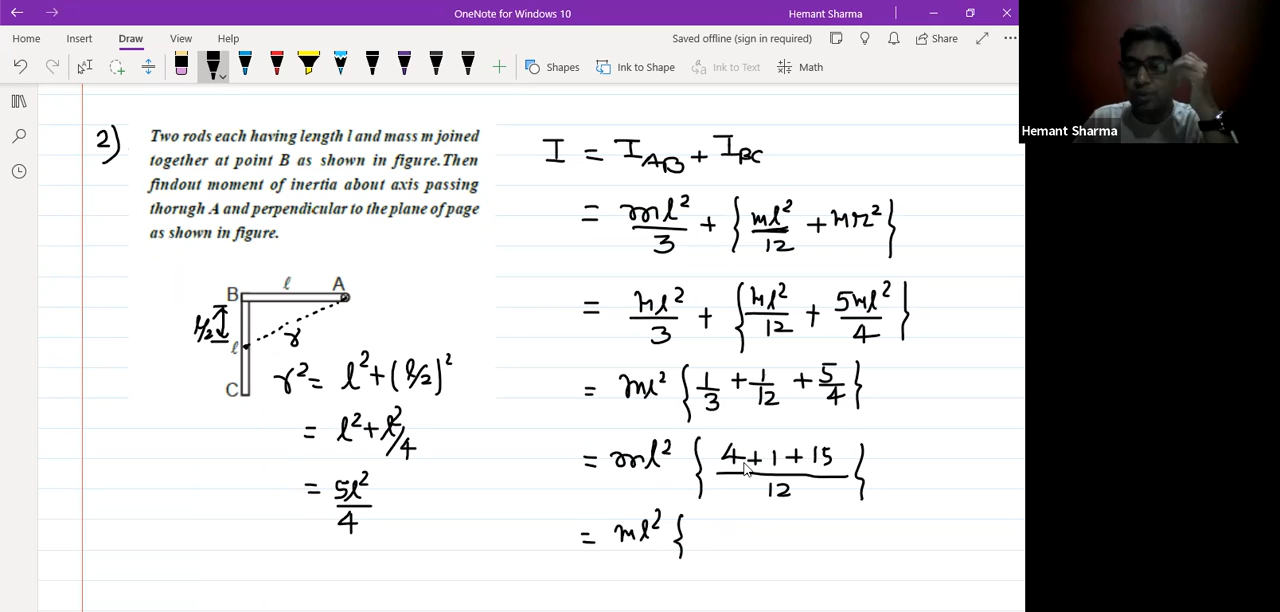 OneNote for Windows 10
Hemant Sharma
Home Insert Draw View Help
Saved offline (sign in required)
Share
Shapes
Ink to Shape
Ink to Text
Math
Hemant Sharma
2)
Two rods each having length l and mass m joined
together at point B as shown in figure.Then
findout moment of inertia about axis passing
thorugh A and perpendicular to the plane of page
as shown in figure.
B l A
l/2
l
r
C
r² = l² + (l/2)²
= l² + l²/4
= 5l²/4
I = I_AB + I_BC
= ml²/3 + { ml²/12 + Mr² }
= Ml²/3 + { Ml²/12 + 5ml²/4 }
= ml² { 1/3 + 1/12 + 5/4 }
= ml² { 4+1+15/12 }
= ml² {